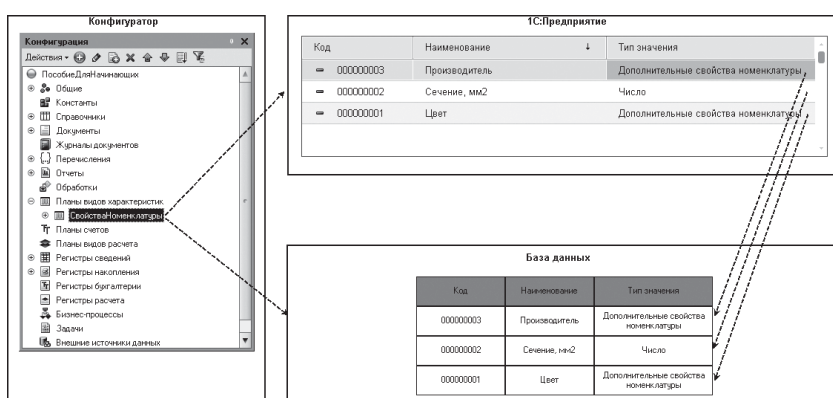 Конфигуратор
Конфигурация
Действия
ПособиеДляНачинающих
Общие
Константы
Справочники
Документы
Журналы документов
Перечисления
Отчеты
Обработки
Планы видов характеристик
СвойстваНоменклатуры
Планы счетов
Планы видов расчета
Регистры сведений
Регистры накопления
Регистры бухгалтерии
Регистры расчета
Бизнес-процессы
Задачи
Внешние источники данных
1С:Предприятие
Код Наименование ↓ Тип значения
000000003 Производитель Дополнительные свойства номенклатуры
000000002 Сечение, мм2 Число
000000001 Цвет Дополнительные свойства номенклатуры
База данных
Код Наименование Тип значения
000000003 Производитель Дополнительные свойства
номенклатуры
000000002 Сечение, мм2 Число
000000001 Цвет Дополнительные свойства
номенклатуры